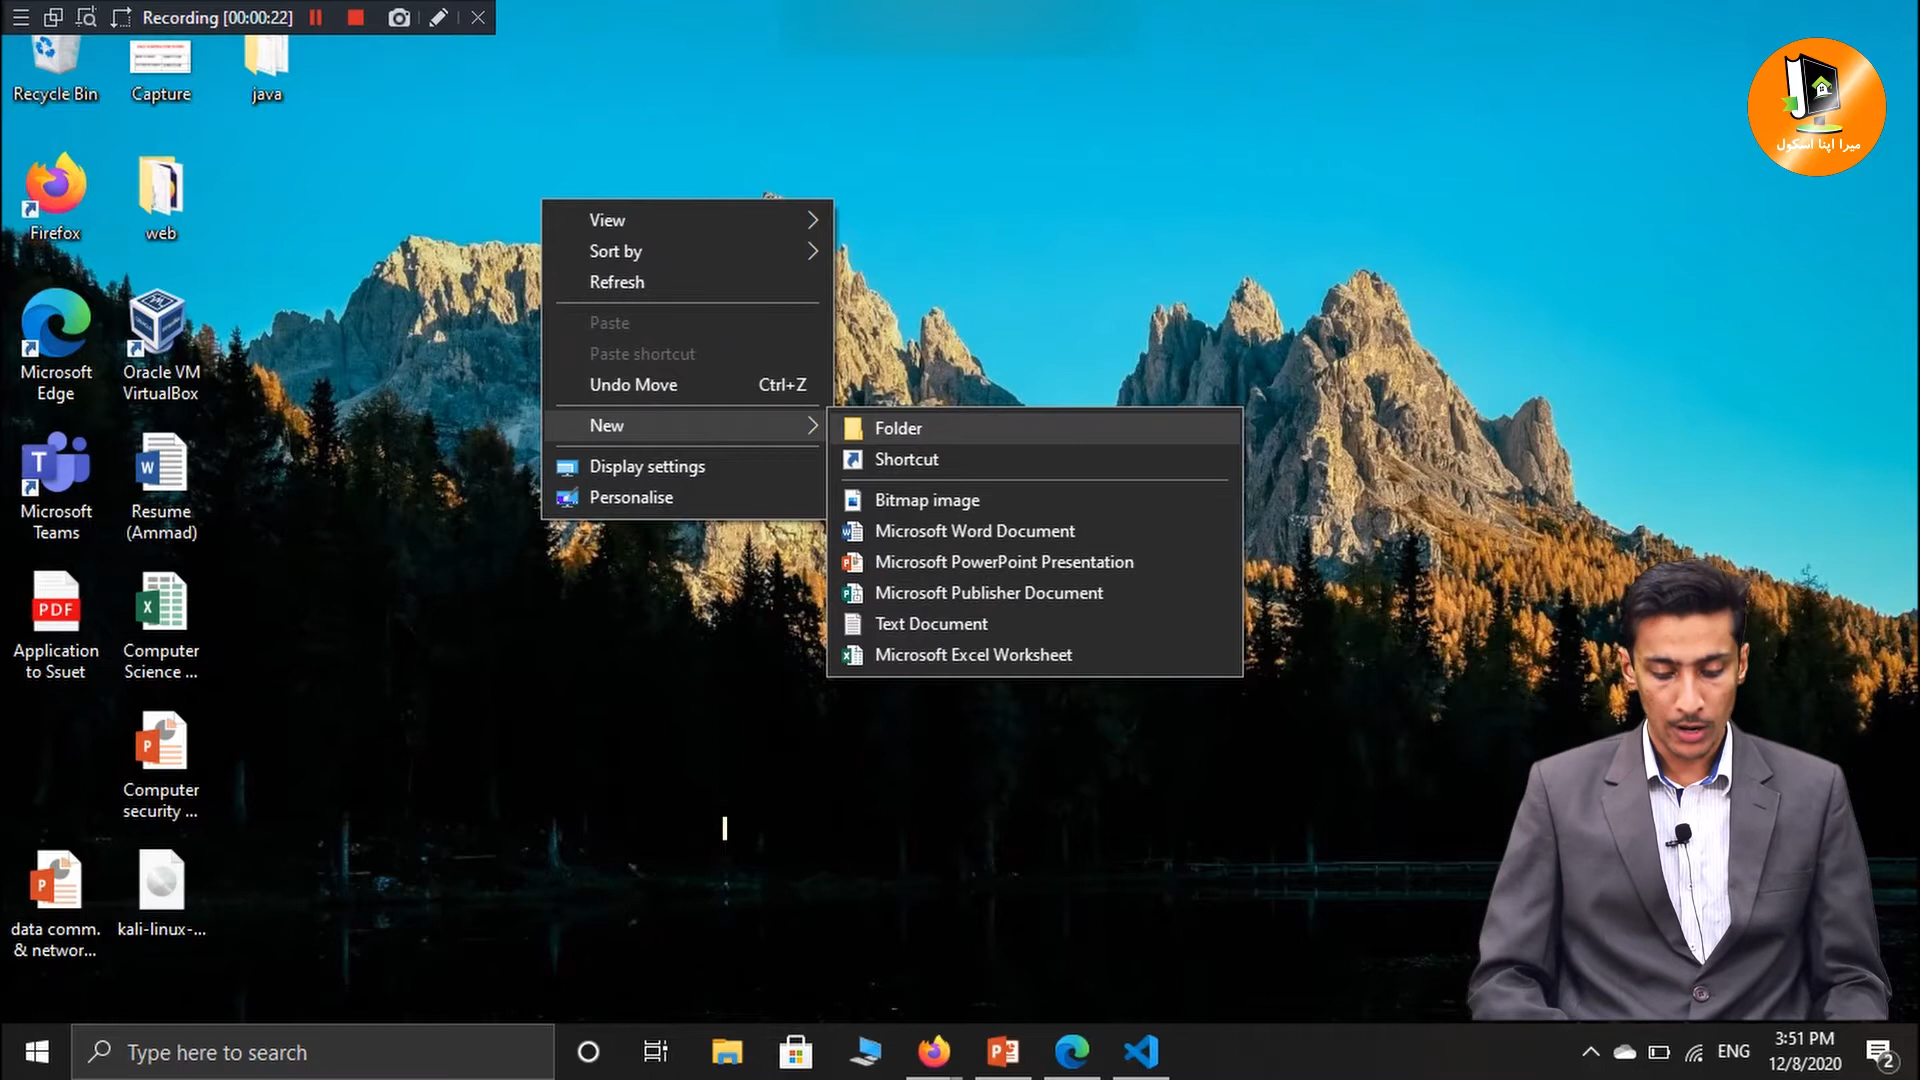 Recording [00:00:22]
Recycle Bin
Capture
java
Firefox
web
Microsoft
Edge
Oracle VM
VirtualBox
Microsoft
Teams
Resume
(Ammad)
PDF
Application
to Ssuet
Computer
Science ...
Computer
security ...
data comm.
& networ...
kali-linux-...
View
Sort by
Refresh
Paste
Paste shortcut
Undo Move Ctrl+Z
New
Display settings
Personalise
Folder
Shortcut
Bitmap image
Microsoft Word Document
Microsoft PowerPoint Presentation
Microsoft Publisher Document
Text Document
Microsoft Excel Worksheet
میرا اپنا اسکول
Type here to search
ENG
3:51 PM
12/8/2020
2